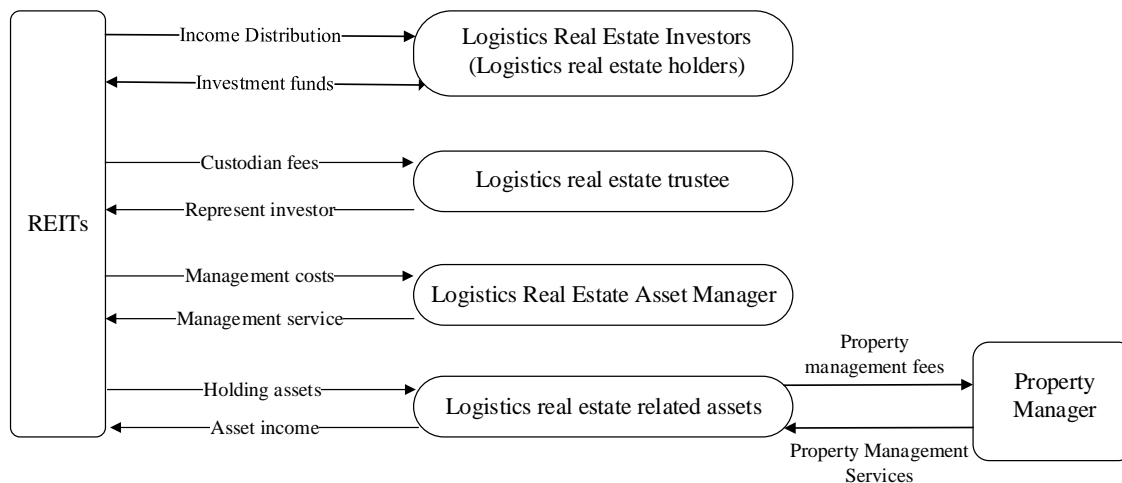 REITs
Income Distribution
Investment funds
Logistics Real Estate Investors
(Logistics real estate holders)
Custodian fees
Represent investor
Logistics real estate trustee
Management costs
Management service
Logistics Real Estate Asset Manager
Holding assets
Asset income
Logistics real estate related assets
Property
management fees
Property Management
Services
Property
Manager